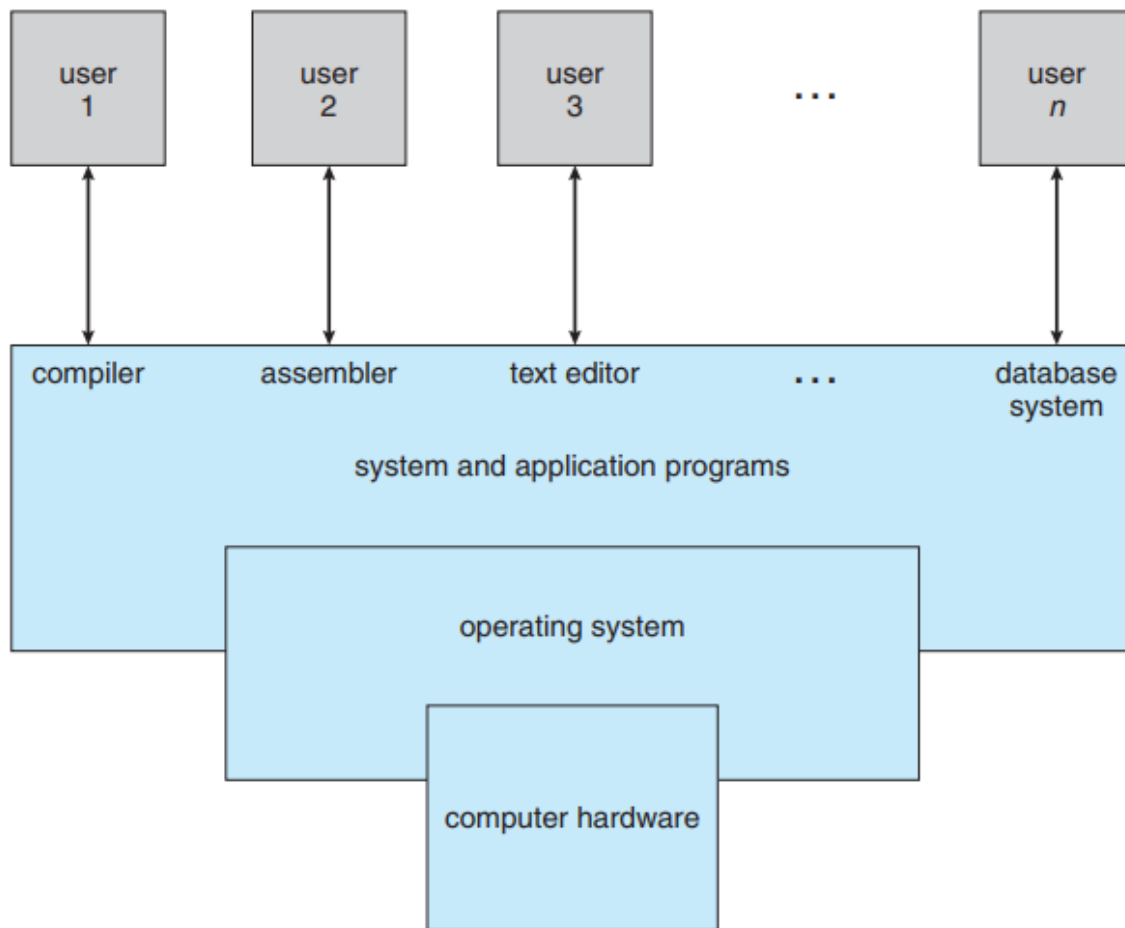 user
1
user
2
user
3
...
user
n
compiler
assembler
text editor
...
database
system
system and application programs
operating system
computer hardware